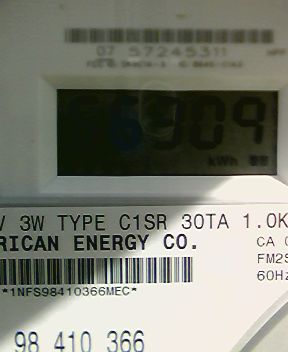 07 57245311
6909
kWh
V 3W TYPE C1SR 30TA 1.0K
RICAN ENERGY CO.
CA
FM2S
60Hz
*1NFS98410366MEC*
98 410 366